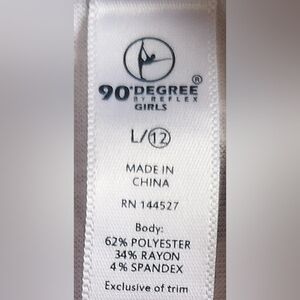 90°DEGREE®
BY REFLEX
GIRLS
L/⑫
MADE IN
CHINA
RN 144527
Body:
62% POLYESTER
34% RAYON
4% SPANDEX
Exclusive of trim